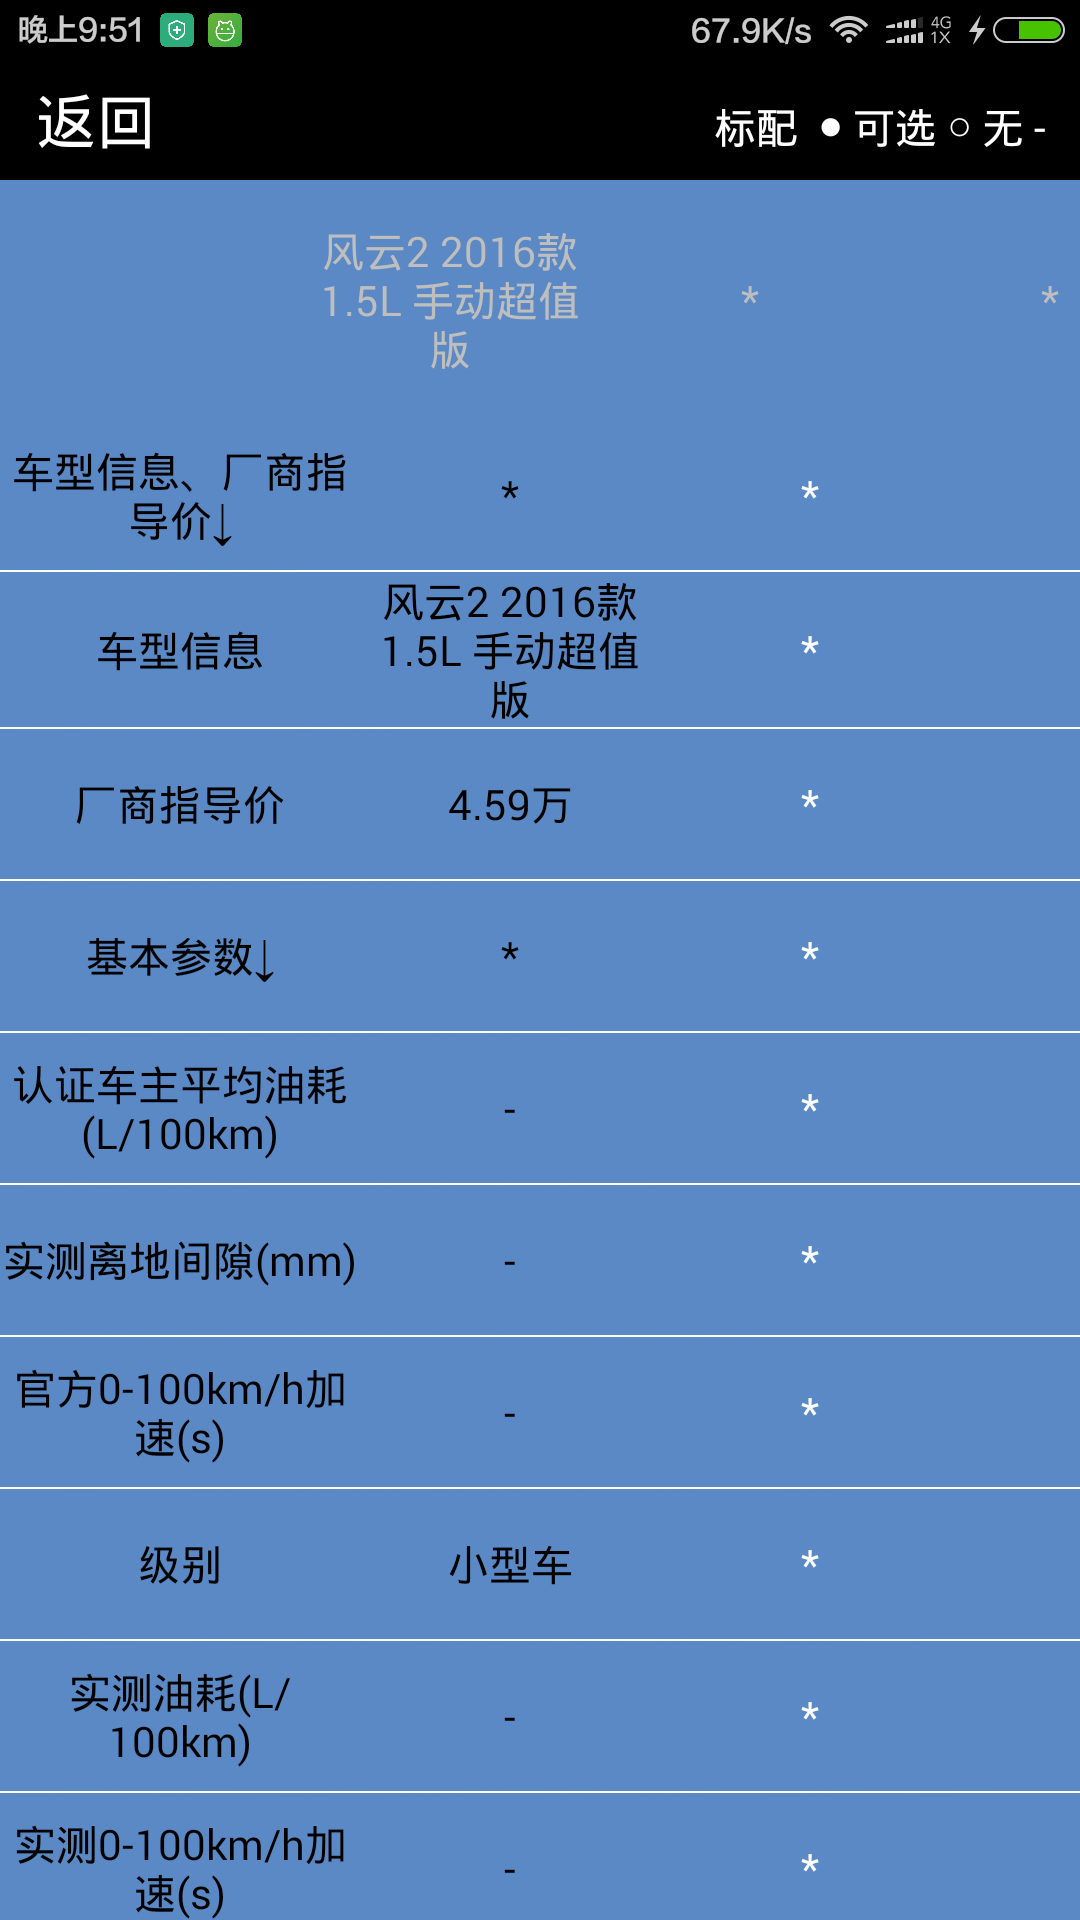 晚上9:51 67.9K/s 4G 1X
返回 标配 ● 可选 ○ 无 -
风云2 2016款
1.5L 手动超值 * *
版
车型信息、厂商指
导价↓ * *
风云2 2016款
车型信息 1.5L 手动超值 *
版
厂商指导价 4.59万 *
基本参数↓ * *
认证车主平均油耗
(L/100km) - *
实测离地间隙(mm) - *
官方0-100km/h加
速(s) - *
级别 小型车 *
实测油耗(L/
100km) - *
实测0-100km/h加
速(s) - *